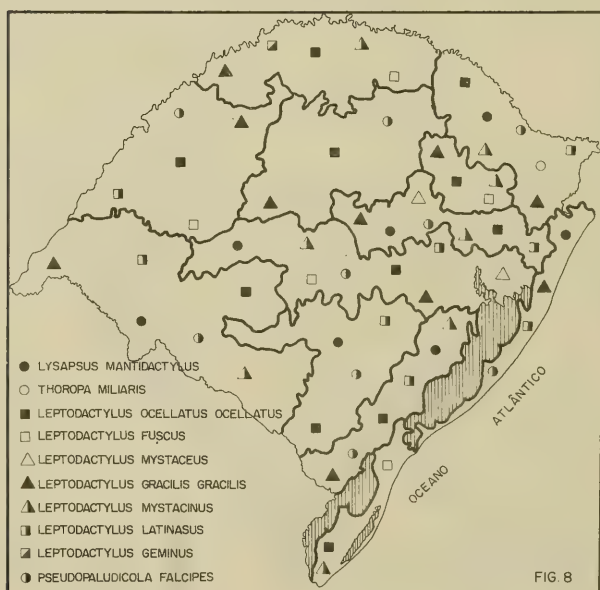 LYSAPSUS MANTIDACTYLUS
THOROPA MILIARIS
LEPTODACTYLUS OCELLATUS OCELLATUS
LEPTODACTYLUS FUSCUS
LEPTODACTYLUS MYSTACEUS
LEPTODACTYLUS GRACILIS GRACILIS
LEPTODACTYLUS MYSTACINUS
LEPTODACTYLUS LATINASUS
LEPTODACTYLUS GEMINUS
PSEUDOPALUDICOLA FALCIPES
OCEANO ATLÂNTICO
FIG. 8